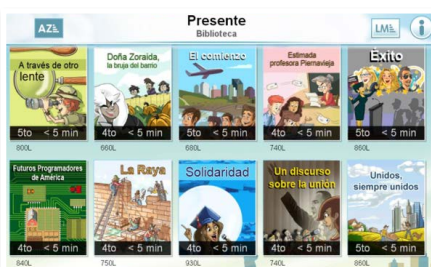 AZ
Presente
Biblioteca
LM
i
A través de otro
lente
5to < 5 min
800L
Doña Zoraida,
la bruja del barrio
4to < 5 min
660L
El comienzo
5to < 5 min
680L
Estimada
profesora Piernavieja
4to < 5 min
740L
Éxito
5to < 5 min
860L
Futuros Programadores
de América
4to < 5 min
840L
La Raya
4to < 5 min
750L
Solidaridad
4to < 5 min
930L
Un discurso
sobre la unión
4to < 5 min
740L
Unidos,
siempre unidos
5to < 5 min
860L